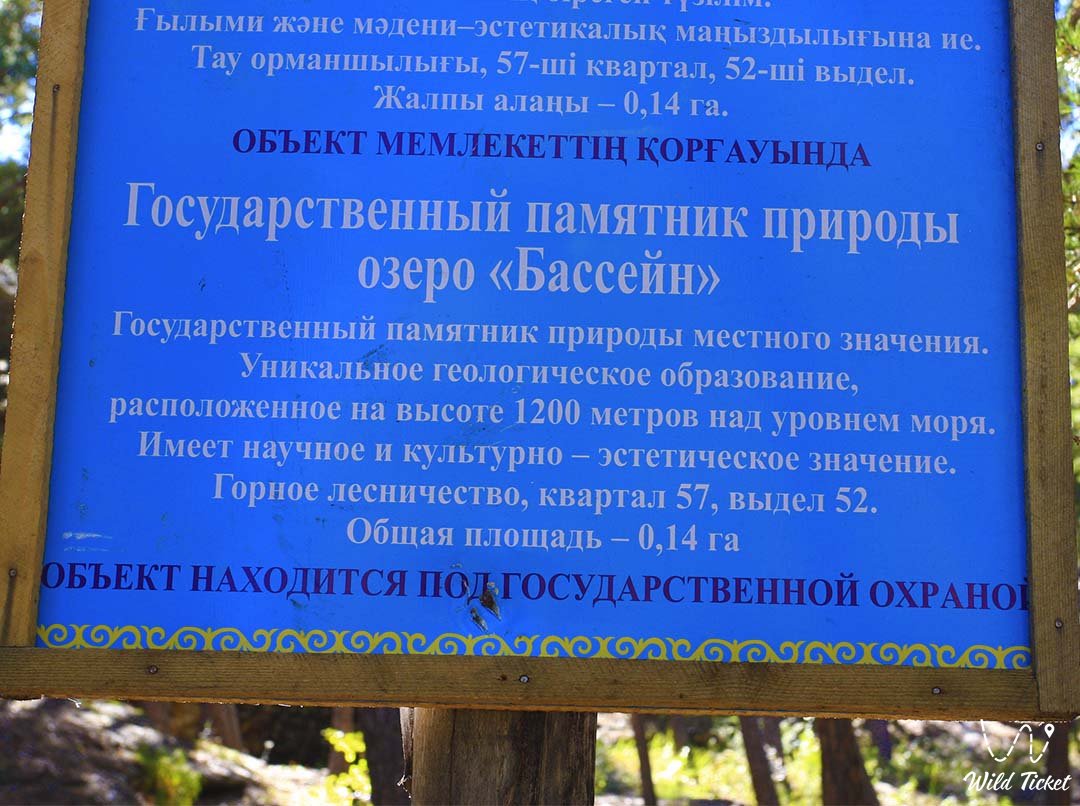 түзілім.
Ғылыми және мәдени–эстетикалық маңыздылығына ие.
Тау орманшылығы, 57-ші квартал, 52-ші выдел.
Жалпы алаңы – 0,14 га.
ОБЪЕКТ МЕМЛЕКЕТТІҢ ҚОРҒАУЫНДА
Государственный памятник природы
озеро «Бассейн»
Государственный памятник природы местного значения.
Уникальное геологическое образование,
расположенное на высоте 1200 метров над уровнем моря.
Имеет научное и культурно – эстетическое значение.
Горное лесничество, квартал 57, выдел 52.
Общая площадь – 0,14 га
ОБЪЕКТ НАХОДИТСЯ ПОД ГОСУДАРСТВЕННОЙ ОХРАНОЙ
Wild Ticket